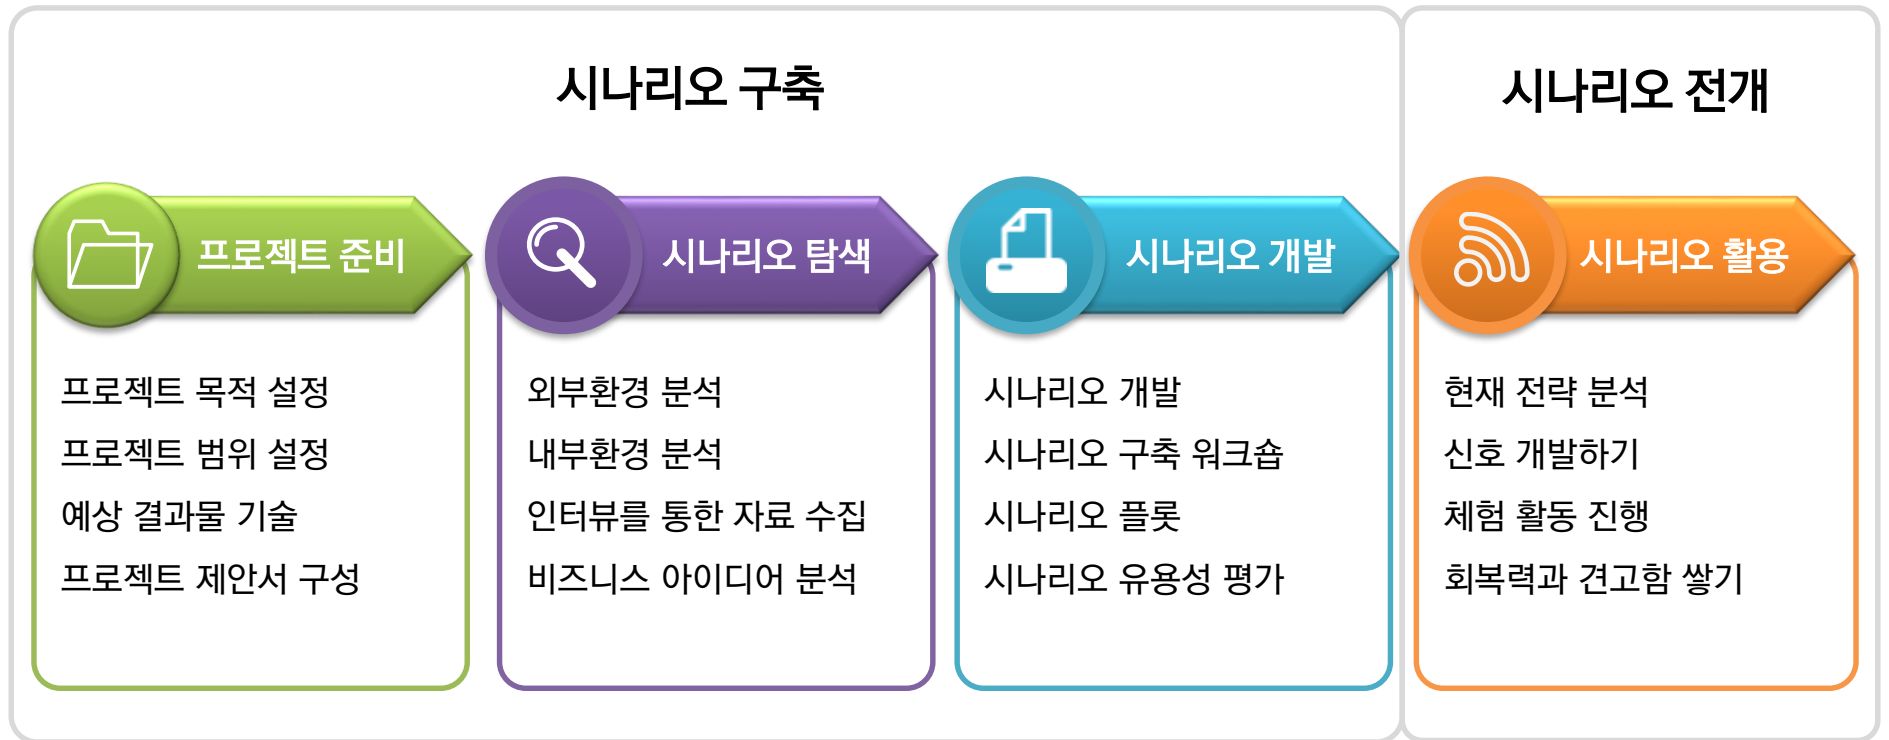 시나리오 구축
프로젝트 준비
프로젝트 목적 설정
프로젝트 범위 설정
예상 결과물 기술
프로젝트 제안서 구성
시나리오 탐색
외부환경 분석
내부환경 분석
인터뷰를 통한 자료 수집
비즈니스 아이디어 분석
시나리오 개발
시나리오 개발
시나리오 구축 워크숍
시나리오 플롯
시나리오 유용성 평가
시나리오 전개
시나리오 활용
현재 전략 분석
신호 개발하기
체험 활동 진행
회복력과 견고함 쌓기